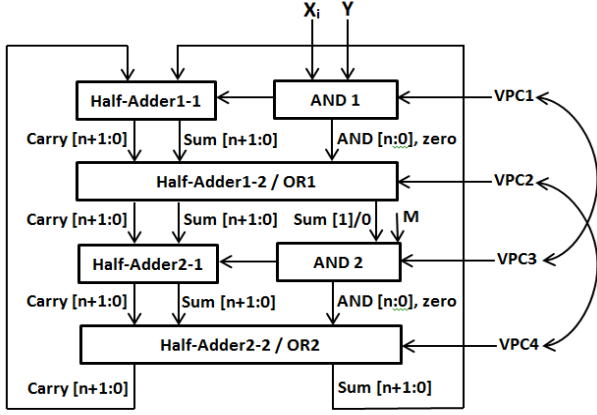 Xi Y
Half-Adder1-1
AND 1
VPC1
Carry [n+1:0]
Sum [n+1:0]
AND [n:0], zero
Half-Adder1-2 / OR1
VPC2
Carry [n+1:0]
Sum [n+1:0]
Sum [1]/0
M
Half-Adder2-1
AND 2
VPC3
Carry [n+1:0]
Sum [n+1:0]
AND [n:0], zero
Half-Adder2-2 / OR2
VPC4
Carry [n+1:0]
Sum [n+1:0]